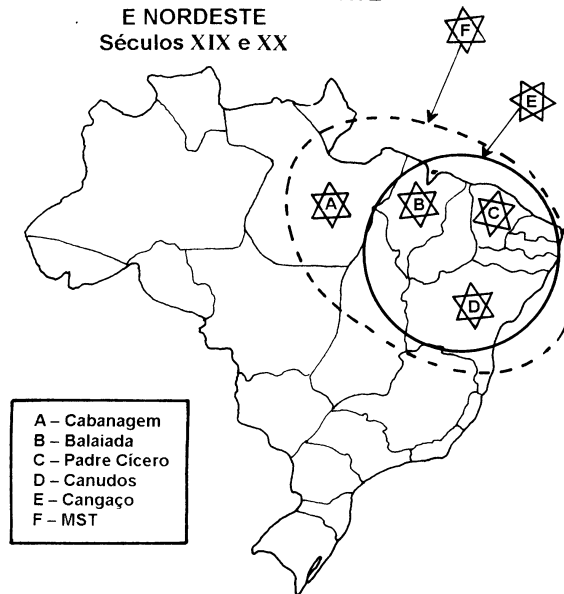 E NORDESTE
Séculos XIX e XX
F
E
A
B
C
D
A – Cabanagem
B – Balaiada
C – Padre Cícero
D – Canudos
E – Cangaço
F – MST